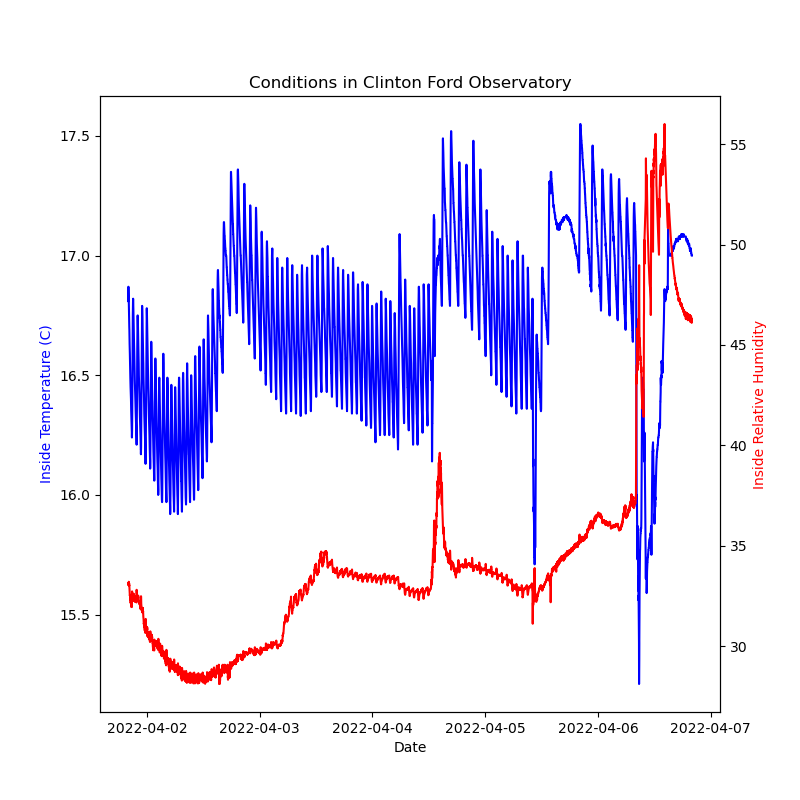 Conditions in Clinton Ford Observatory
Inside Temperature (C)
17.5
17.0
16.5
16.0
15.5
55
50
45
40
35
30
Inside Relative Humidity
2022-04-02 2022-04-03 2022-04-04 2022-04-05 2022-04-06 2022-04-07
Date